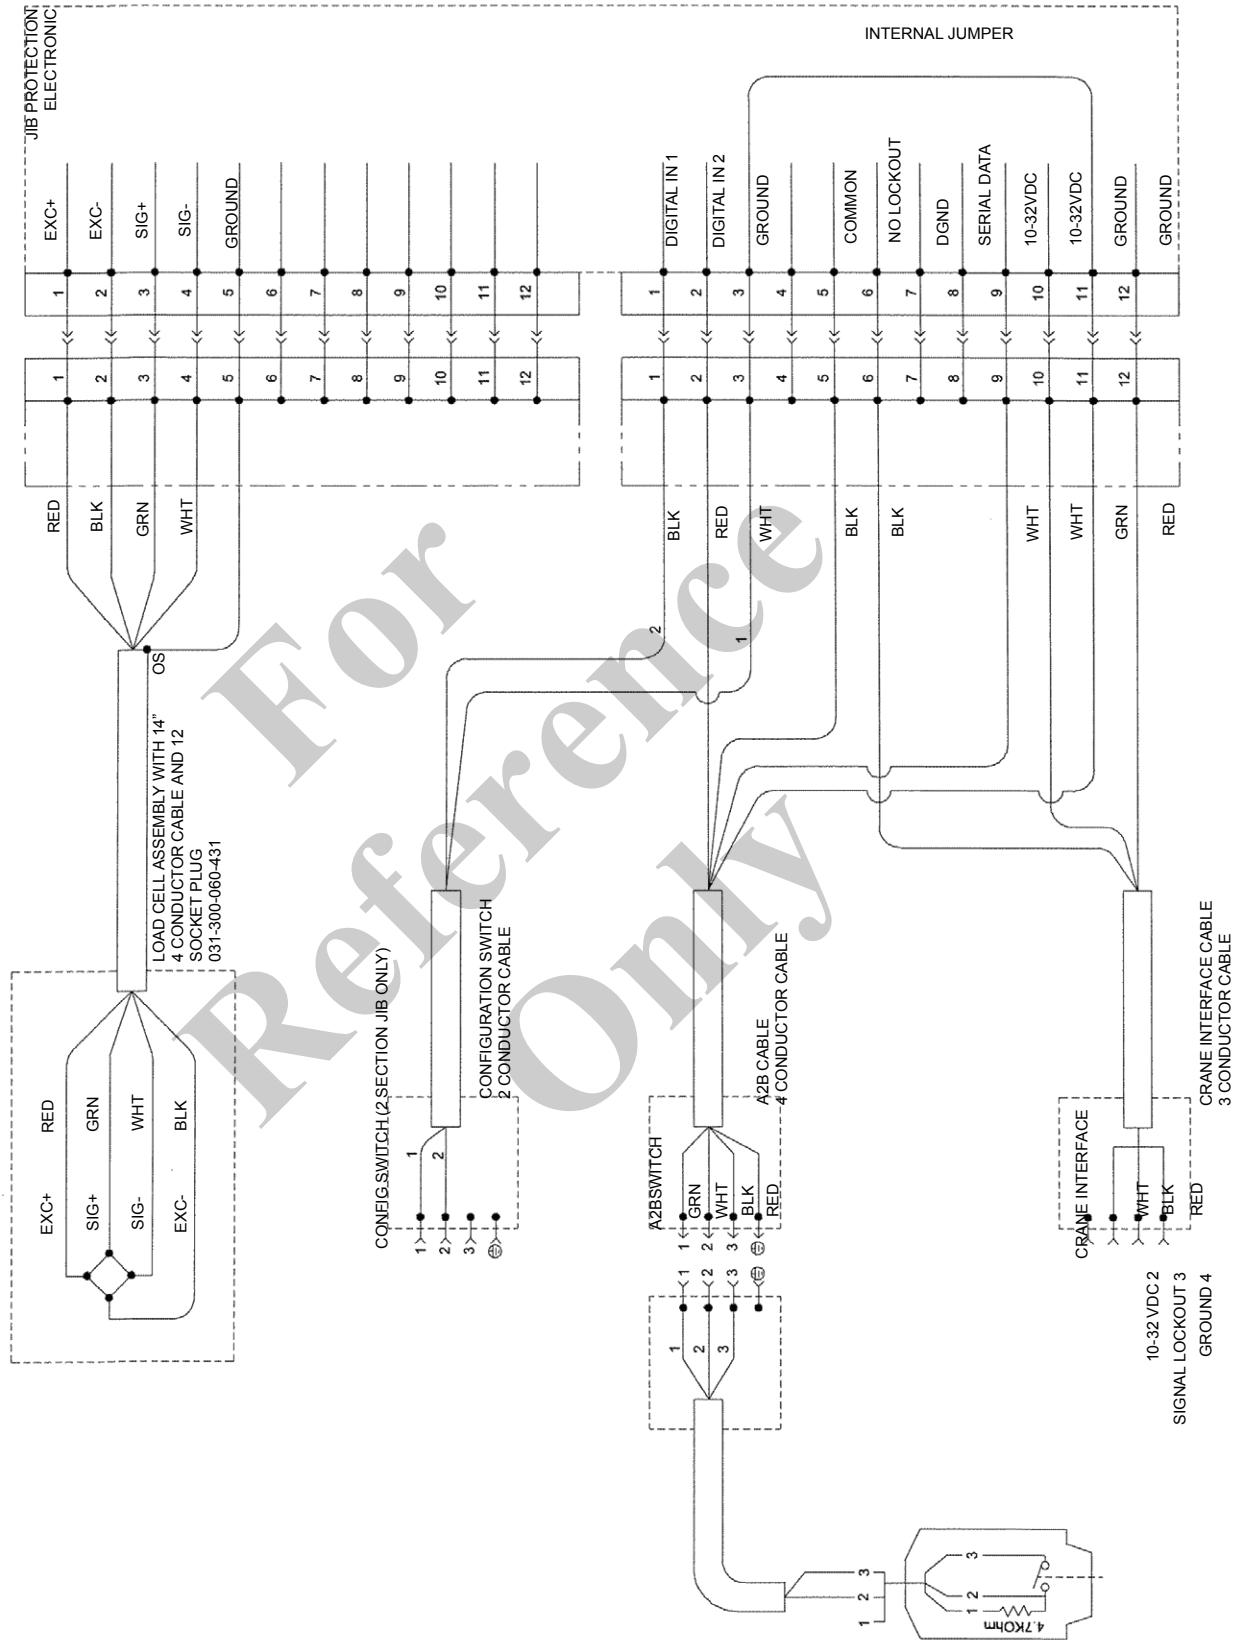 JIB PROTECTION
ELECTRONIC
INTERNAL JUMPER
EXC+
EXC-
SIG+
SIG-
GROUND
DIGITAL IN 1
DIGITAL IN 2
GROUND
COMMON
NO LOCKOUT
DGND
SERIAL DATA
10-32VDC
10-32VDC
GROUND
GROUND
1
2
3
4
5
6
7
8
9
10
11
12
1
2
3
4
5
6
7
8
9
10
11
12
1
2
3
4
5
6
7
8
9
10
11
12
1
2
3
4
5
6
7
8
9
10
11
12
RED
BLK
GRN
WHT
BLK
RED
WHT
BLK
BLK
WHT
WHT
GRN
RED
2
1
OS
LOAD CELL ASSEMBLY WITH 14"
4 CONDUCTOR CABLE AND 12
SOCKET PLUG
031-300-060-431
EXC+ RED
SIG+ GRN
SIG- WHT
EXC- BLK
CONFIG SWITCH (2 SECTION JIB ONLY)
CONFIGURATION SWITCH
2 CONDUCTOR CABLE
1
2
1
2
3
A2B CABLE
4 CONDUCTOR CABLE
A2BSWITCH
GRN
WHT
BLK
RED
1
2
3
1
2
3
1
2
3
CRANE INTERFACE CABLE
3 CONDUCTOR CABLE
CRANE INTERFACE
WHT
BLK
RED
10-32 VDC 2
SIGNAL LOCKOUT 3
GROUND 4
1
2
3
1
2
3
4.7KOhm
For
Reference
Only